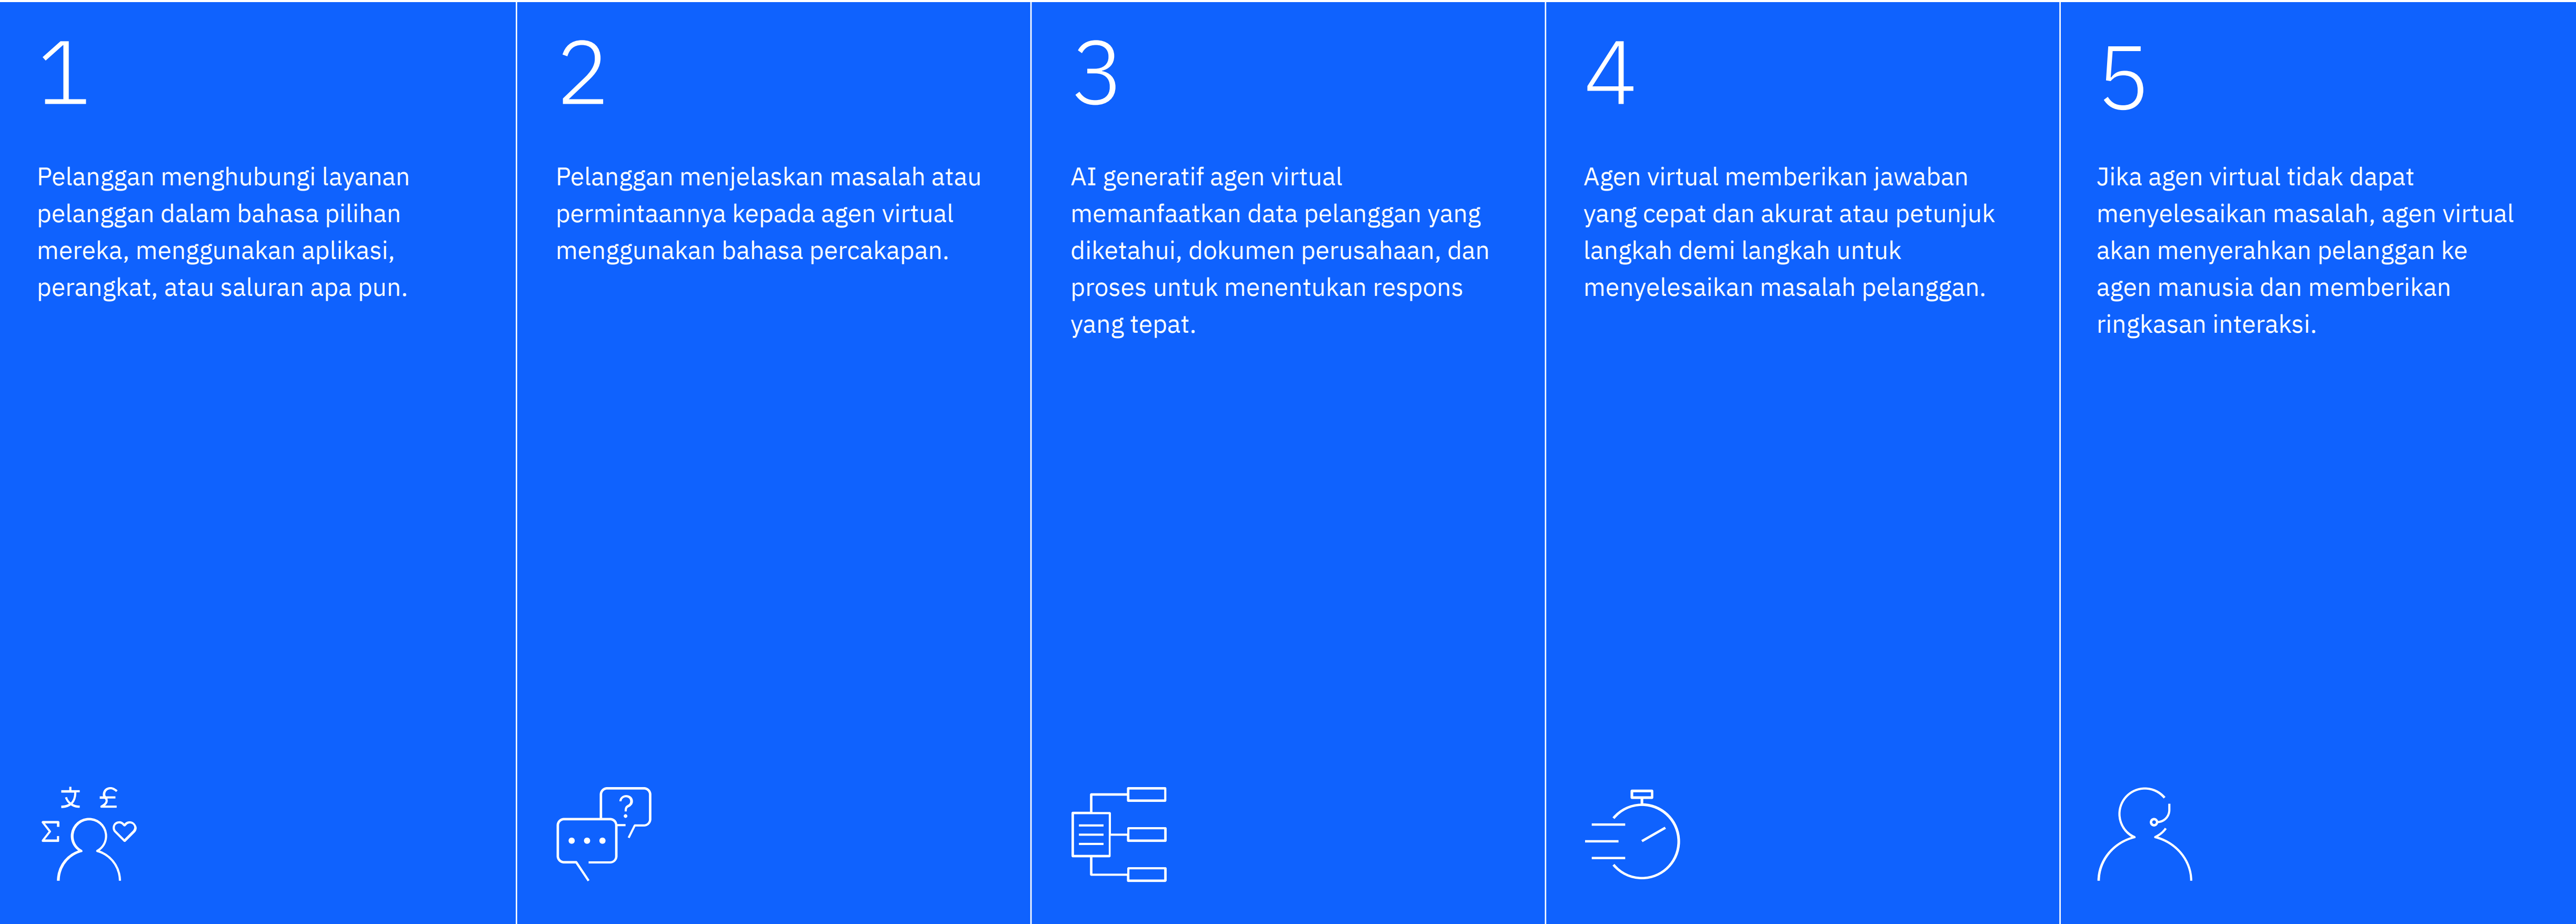 1
Pelanggan menghubungi layanan
pelanggan dalam bahasa pilihan
mereka, menggunakan aplikasi,
perangkat, atau saluran apa pun.
文 £
Σ
2
Pelanggan menjelaskan masalah atau
permintaannya kepada agen virtual
menggunakan bahasa percakapan.
?
3
AI generatif agen virtual
memanfaatkan data pelanggan yang
diketahui, dokumen perusahaan, dan
proses untuk menentukan respons
yang tepat.
4
Agen virtual memberikan jawaban
yang cepat dan akurat atau petunjuk
langkah demi langkah untuk
menyelesaikan masalah pelanggan.
5
Jika agen virtual tidak dapat
menyelesaikan masalah, agen virtual
akan menyerahkan pelanggan ke
agen manusia dan memberikan
ringkasan interaksi.